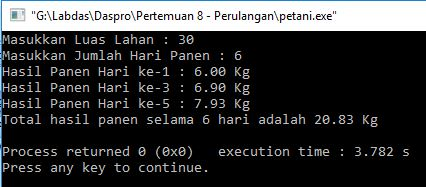 "G:\Labdas\Daspro\Pertemuan 8 - Perulangan\petani.exe"
Masukkan Luas Lahan : 30
Masukkan Jumlah Hari Panen : 6
Hasil Panen Hari ke-1 : 6.00 Kg
Hasil Panen Hari ke-3 : 6.90 Kg
Hasil Panen Hari ke-5 : 7.93 Kg
Total hasil panen selama 6 hari adalah 20.83 Kg
Process returned 0 (0x0)   execution time : 3.782 s
Press any key to continue.